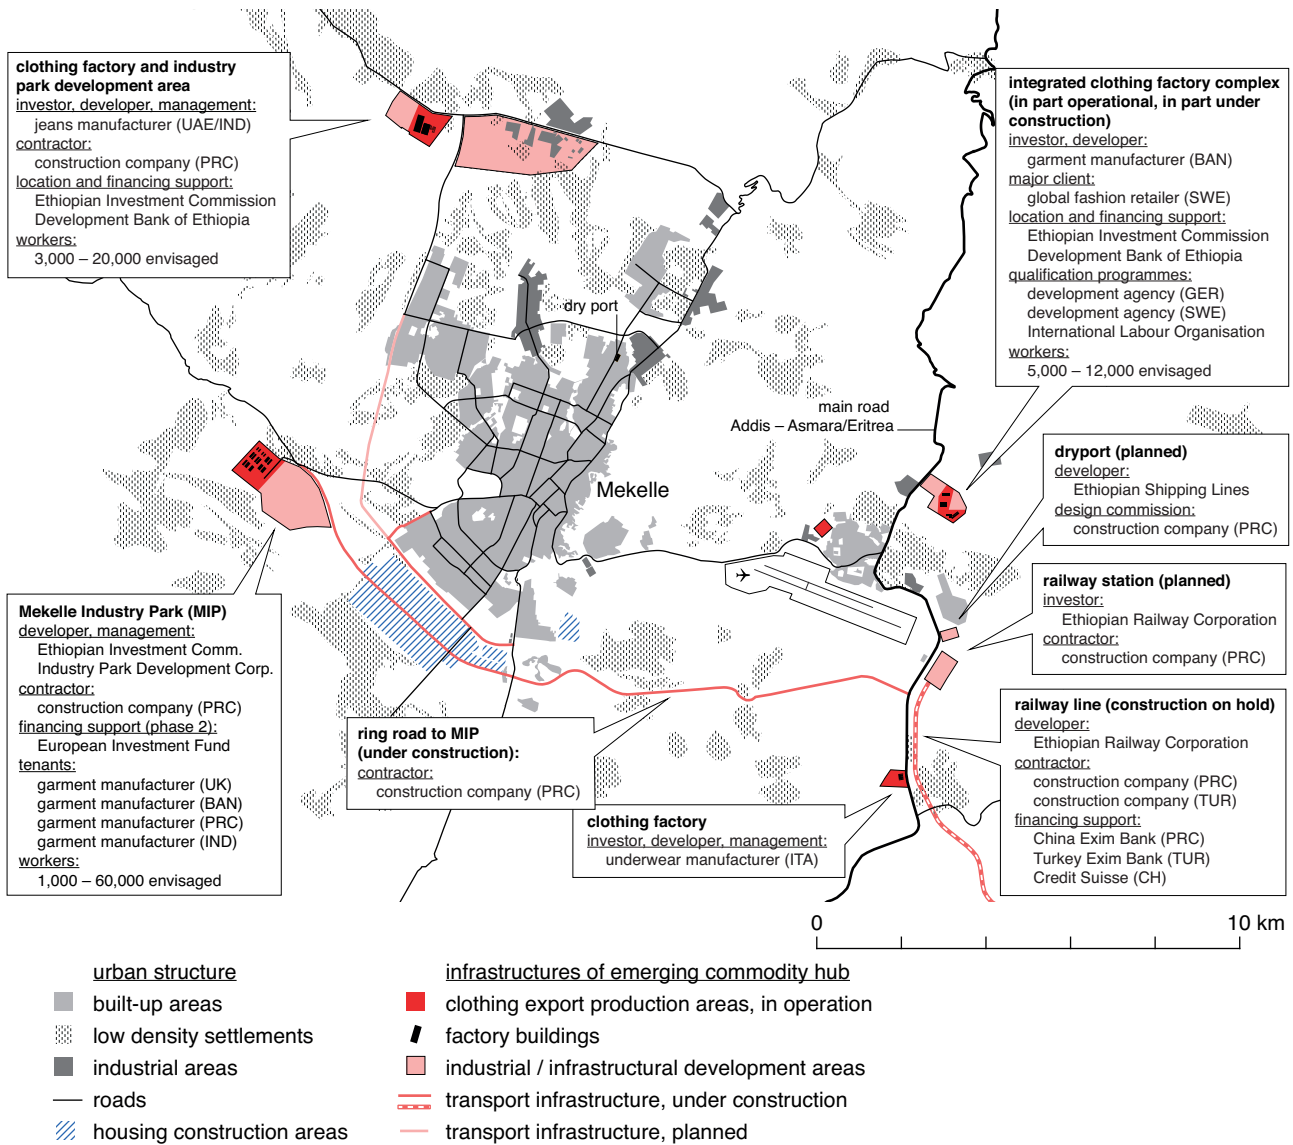 clothing factory and industry
park development area
investor, developer, management:
jeans manufacturer (UAE/IND)
contractor:
construction company (PRC)
location and financing support:
Ethiopian Investment Commission
Development Bank of Ethiopia
workers:
3,000 – 20,000 envisaged
integrated clothing factory complex
(in part operational, in part under
construction)
investor, developer:
garment manufacturer (BAN)
major client:
global fashion retailer (SWE)
location and financing support:
Ethiopian Investment Commission
Development Bank of Ethiopia
qualification programmes:
development agency (GER)
development agency (SWE)
International Labour Organisation
workers:
5,000 – 12,000 envisaged
dry port
main road
Addis – Asmara/Eritrea
Mekelle
dryport (planned)
developer:
Ethiopian Shipping Lines
design commission:
construction company (PRC)
railway station (planned)
investor:
Ethiopian Railway Corporation
contractor:
construction company (PRC)
Mekelle Industry Park (MIP)
developer, management:
Ethiopian Investment Comm.
Industry Park Development Corp.
contractor:
construction company (PRC)
financing support (phase 2):
European Investment Fund
tenants:
garment manufacturer (UK)
garment manufacturer (BAN)
garment manufacturer (PRC)
garment manufacturer (IND)
workers:
1,000 – 60,000 envisaged
ring road to MIP
(under construction):
contractor:
construction company (PRC)
clothing factory
investor, developer, management:
underwear manufacturer (ITA)
railway line (construction on hold)
developer:
Ethiopian Railway Corporation
contractor:
construction company (PRC)
construction company (TUR)
financing support:
China Exim Bank (PRC)
Turkey Exim Bank (TUR)
Credit Suisse (CH)
0 10 km
urban structure
built-up areas
low density settlements
industrial areas
roads
housing construction areas
infrastructures of emerging commodity hub
clothing export production areas, in operation
factory buildings
industrial / infrastructural development areas
transport infrastructure, under construction
transport infrastructure, planned